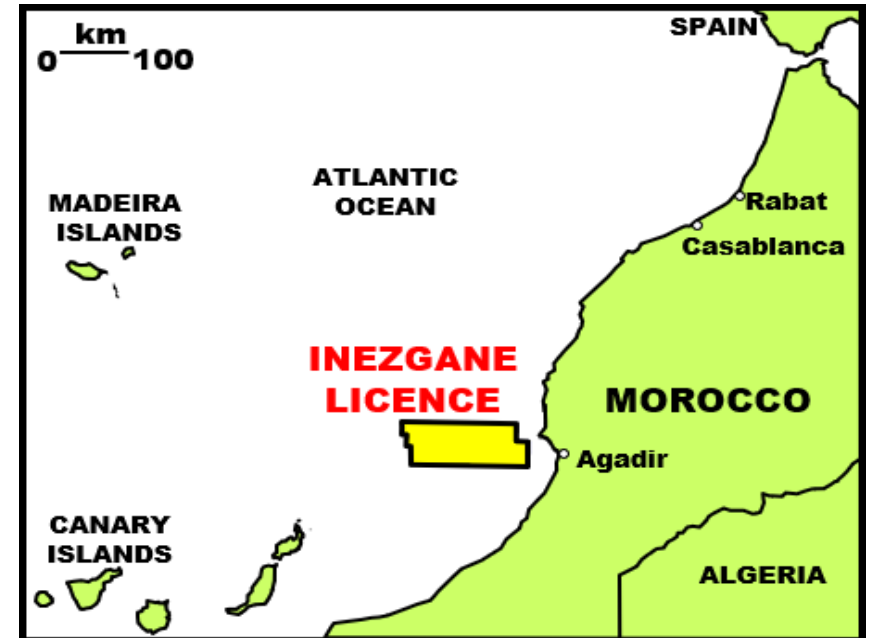 SPAIN
km
0 100
ATLANTIC
OCEAN
MADEIRA
ISLANDS
Rabat
Casablanca
INEZGANE
LICENCE
MOROCCO
Agadir
CANARY
ISLANDS
ALGERIA